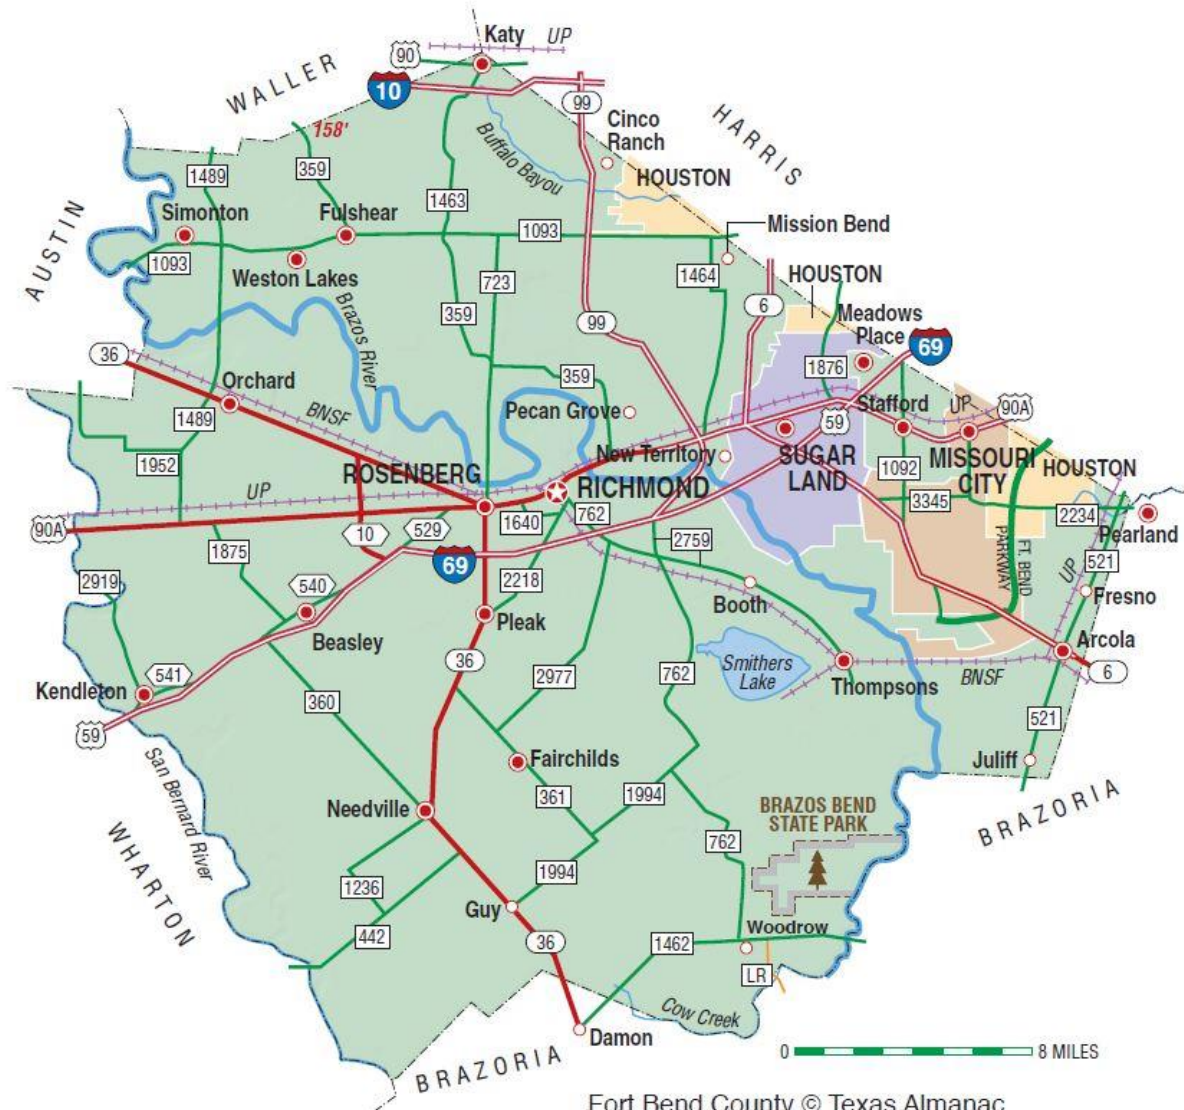 Katy
UP
90
WALLER
10
99
158'
Cinco
Ranch
HARRIS
Buffalo Bayou
1489
359
1463
HOUSTON
AUSTIN
Simonton
Fulshear
1093
Mission Bend
1093
Weston Lakes
723
1464
HOUSTON
Brazos River
359
99
6
Meadows
Place
36
69
Orchard
359
1876
BNSF
1489
Pecan Grove
59
Stafford
UP
90A
1952
ROSENBERG
New Territory
SUGAR
LAND
1092
MISSOURI
CITY
HOUSTON
UP
RICHMOND
3345
90A
10
529
1640
762
2234
Pearland
1875
69
2759
FT. BEND
PARKWAY
UP
521
2919
540
2218
Booth
Fresno
Beasley
Pleak
Arcola
541
36
Smithers
Lake
Kendleton
2977
762
Thompsons
BNSF
6
360
59
521
San Bernard River
Fairchilds
Juliff
Needville
361
1994
BRAZOS BEND
STATE PARK
BRAZORIA
WHARTON
762
1236
1994
Guy
442
36
1462
Woodrow
LR
Cow Creek
Damon
BRAZORIA
0
8 MILES
Fort Bend County © Texas Almanac